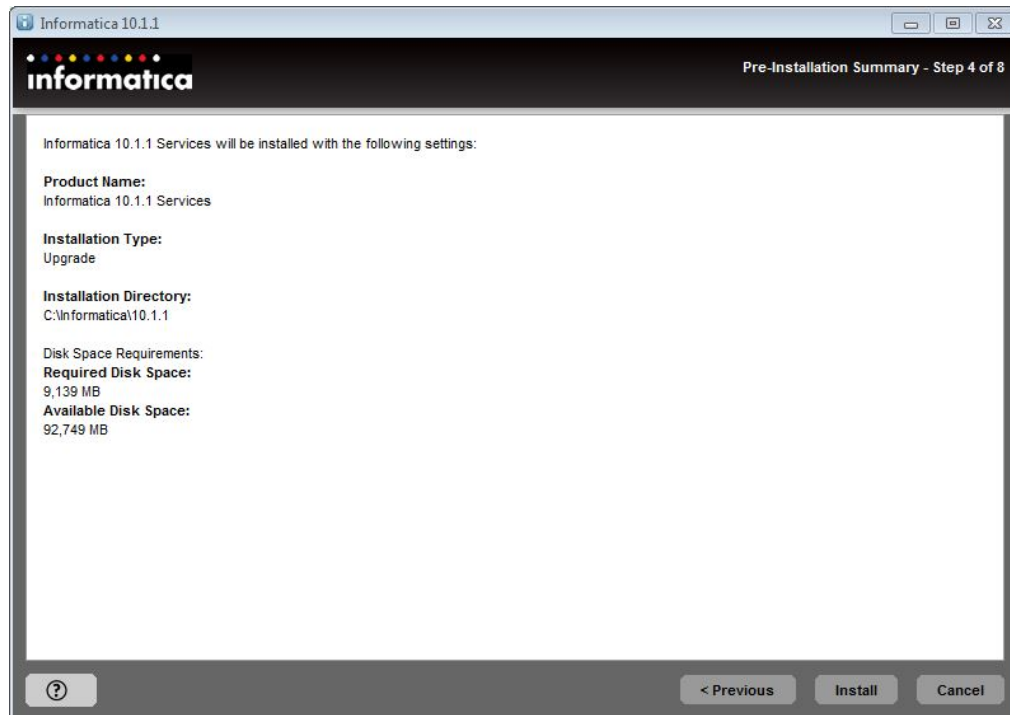 Informatica 10.1.1
informatica
Pre-Installation Summary - Step 4 of 8
Informatica 10.1.1 Services will be installed with the following settings:
Product Name:
Informatica 10.1.1 Services
Installation Type:
Upgrade
Installation Directory:
C:\Informatica\10.1.1
Disk Space Requirements:
Required Disk Space:
9,139 MB
Available Disk Space:
92,749 MB
?
< Previous
Install
Cancel